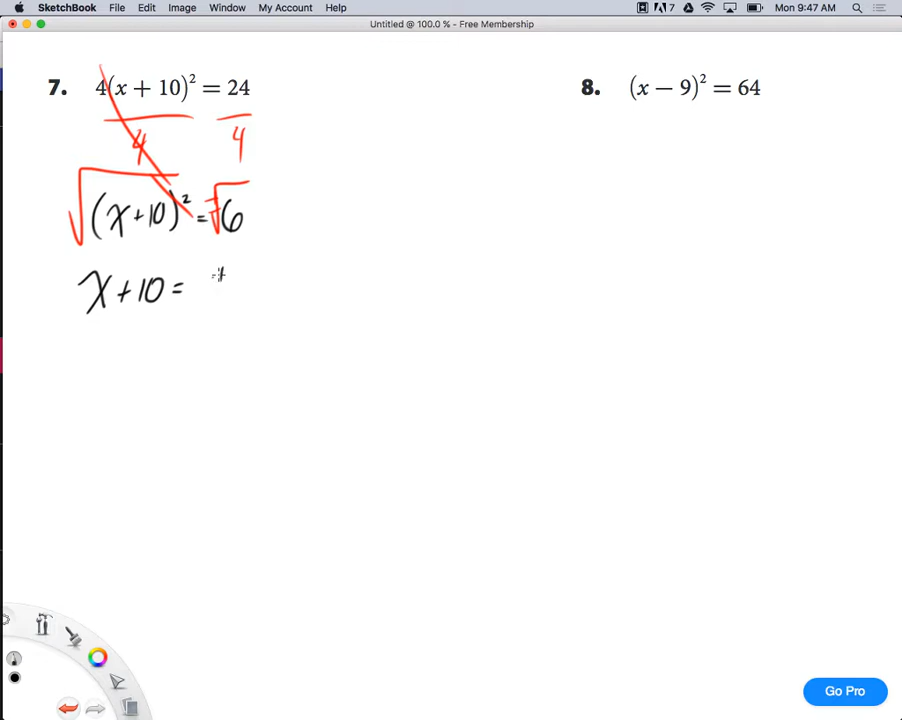 SketchBook File Edit Image Window My Account Help 7 Mon 9:47 AM
Untitled @ 100.0 % - Free Membership
7. 4(x + 10)² = 24
4 4
√(x+10)² = √6
x+10 =
8. (x − 9)² = 64
Go Pro